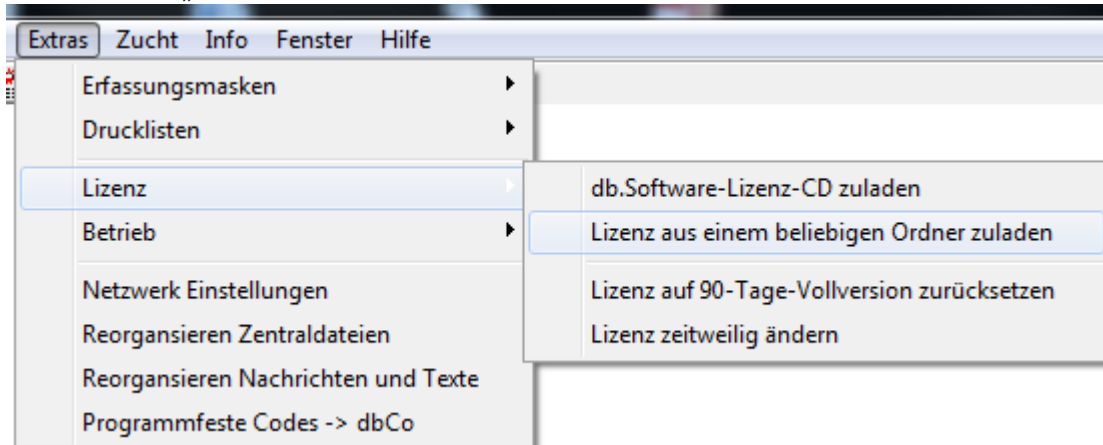 Extras Zucht Info Fenster Hilfe
Erfassungsmasken
Drucklisten
Lizenz
Betrieb
Netzwerk Einstellungen
Reorgansieren Zentraldateien
Reorgansieren Nachrichten und Texte
Programmfeste Codes -> dbCo
db.Software-Lizenz-CD zuladen
Lizenz aus einem beliebigen Ordner zuladen
Lizenz auf 90-Tage-Vollversion zurücksetzen
Lizenz zeitweilig ändern